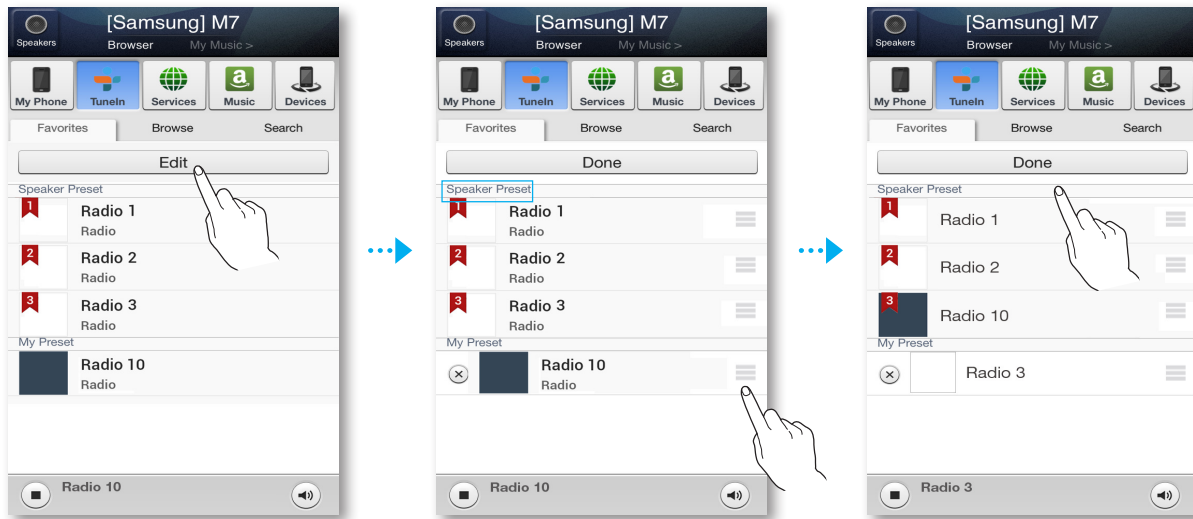 [Samsung] M7
Speakers
Browser My Music >
My Phone TuneIn Services a Music Devices
Favorites Browse Search
Edit
Speaker Preset
1
Radio 1
Radio
2
Radio 2
Radio
3
Radio 3
Radio
My Preset
Radio 10
Radio
Radio 10
[Samsung] M7
Speakers
Browser My Music >
My Phone TuneIn Services a Music Devices
Favorites Browse Search
Done
Speaker Preset
1
Radio 1
Radio
2
Radio 2
Radio
3
Radio 3
Radio
My Preset
Radio 10
Radio
Radio 10
[Samsung] M7
Speakers
Browser My Music >
My Phone TuneIn Services a Music Devices
Favorites Browse Search
Done
Speaker Preset
1
Radio 1
2
Radio 2
3
Radio 10
My Preset
Radio 3
Radio 3